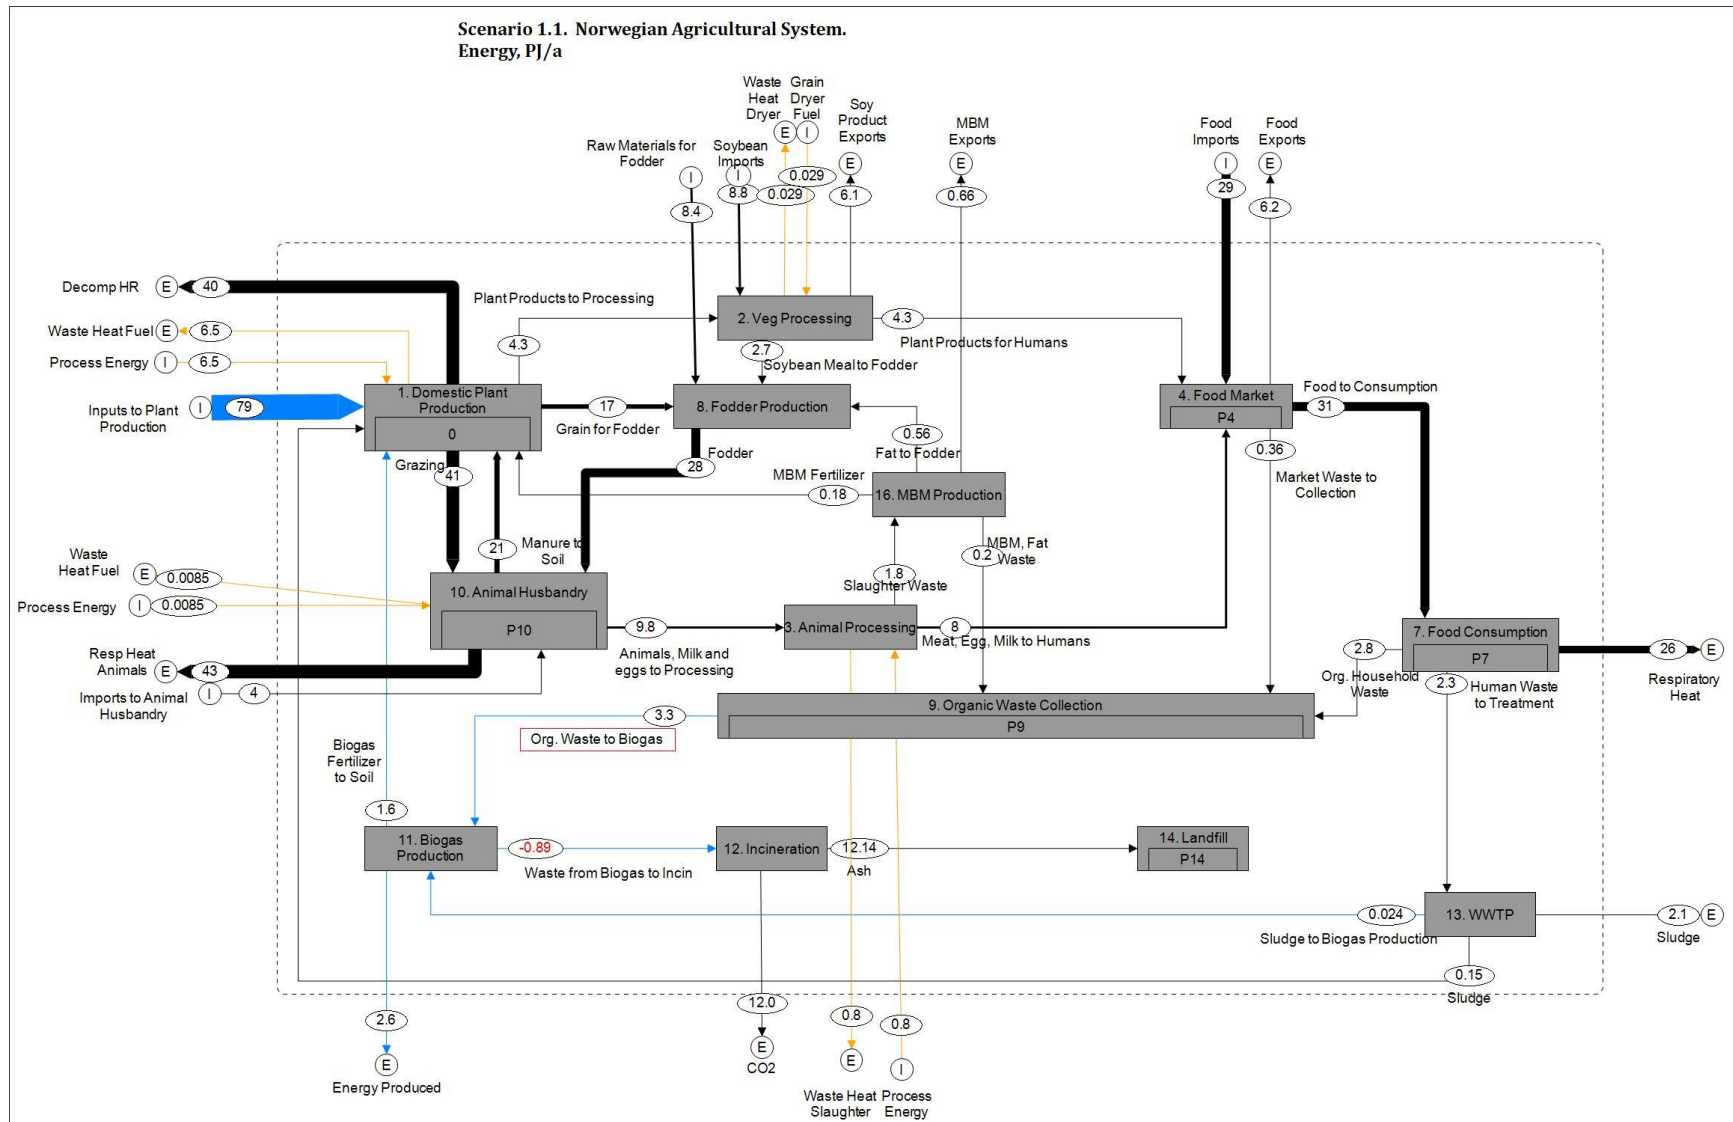 Scenario 1.1. Norwegian Agricultural System.
Energy, PJ/a
Waste
Heat
Dryer
Grain
Dryer
Fuel
Soy
Product
Exports
MBM
Exports
Food
Imports
Food
Exports
Raw Materials for
Fodder
Soybean
Imports
E
I
E
E
I
E
I
I
8.4
8.8
0.029
0.029
6.1
0.66
29
6.2
Decomp HR
E
40
Plant Products to Processing
Waste Heat Fuel
E
6.5
4.3
2. Veg Processing
4.3
Plant Products for Humans
Process Energy
I
6.5
2.7
Soybean Meal to Fodder
Inputs to Plant
Production
I
79
1. Domestic Plant
Production
0
17
Grain for Fodder
8. Fodder Production
4. Food Market
P4
Food to Consumption
31
Grazing
41
28
Fodder
0.56
Fat to Fodder
0.36
Market Waste to
Collection
MBM Fertilizer
0.18
16. MBM Production
21
Manure to
Soil
MBM, Fat
Waste
0.2
1.8
Slaughter Waste
Waste
Heat Fuel
E
0.0085
Process Energy
I
0.0085
10. Animal Husbandry
P10
9.8
Animals, Milk and
eggs to Processing
3. Animal Processing
8
Meat, Egg, Milk to Humans
7. Food Consumption
P7
26
E
Respiratory
Heat
Resp Heat
Animals
E
43
Imports to Animal
Husbandry
I
4
2.8
Org. Household
Waste
2.3
Human Waste
to Treatment
9. Organic Waste Collection
P9
3.3
Org. Waste to Biogas
Biogas
Fertilizer
to Soil
1.6
11. Biogas
Production
-0.89
Waste from Biogas to Incin
12. Incineration
12.14
Ash
14. Landfill
P14
0.024
Sludge to Biogas Production
13. WWTP
2.1
E
Sludge
0.15
Sludge
2.6
E
Energy Produced
12.0
E
CO2
0.8
E
Waste Heat
Slaughter
0.8
I
Process
Energy